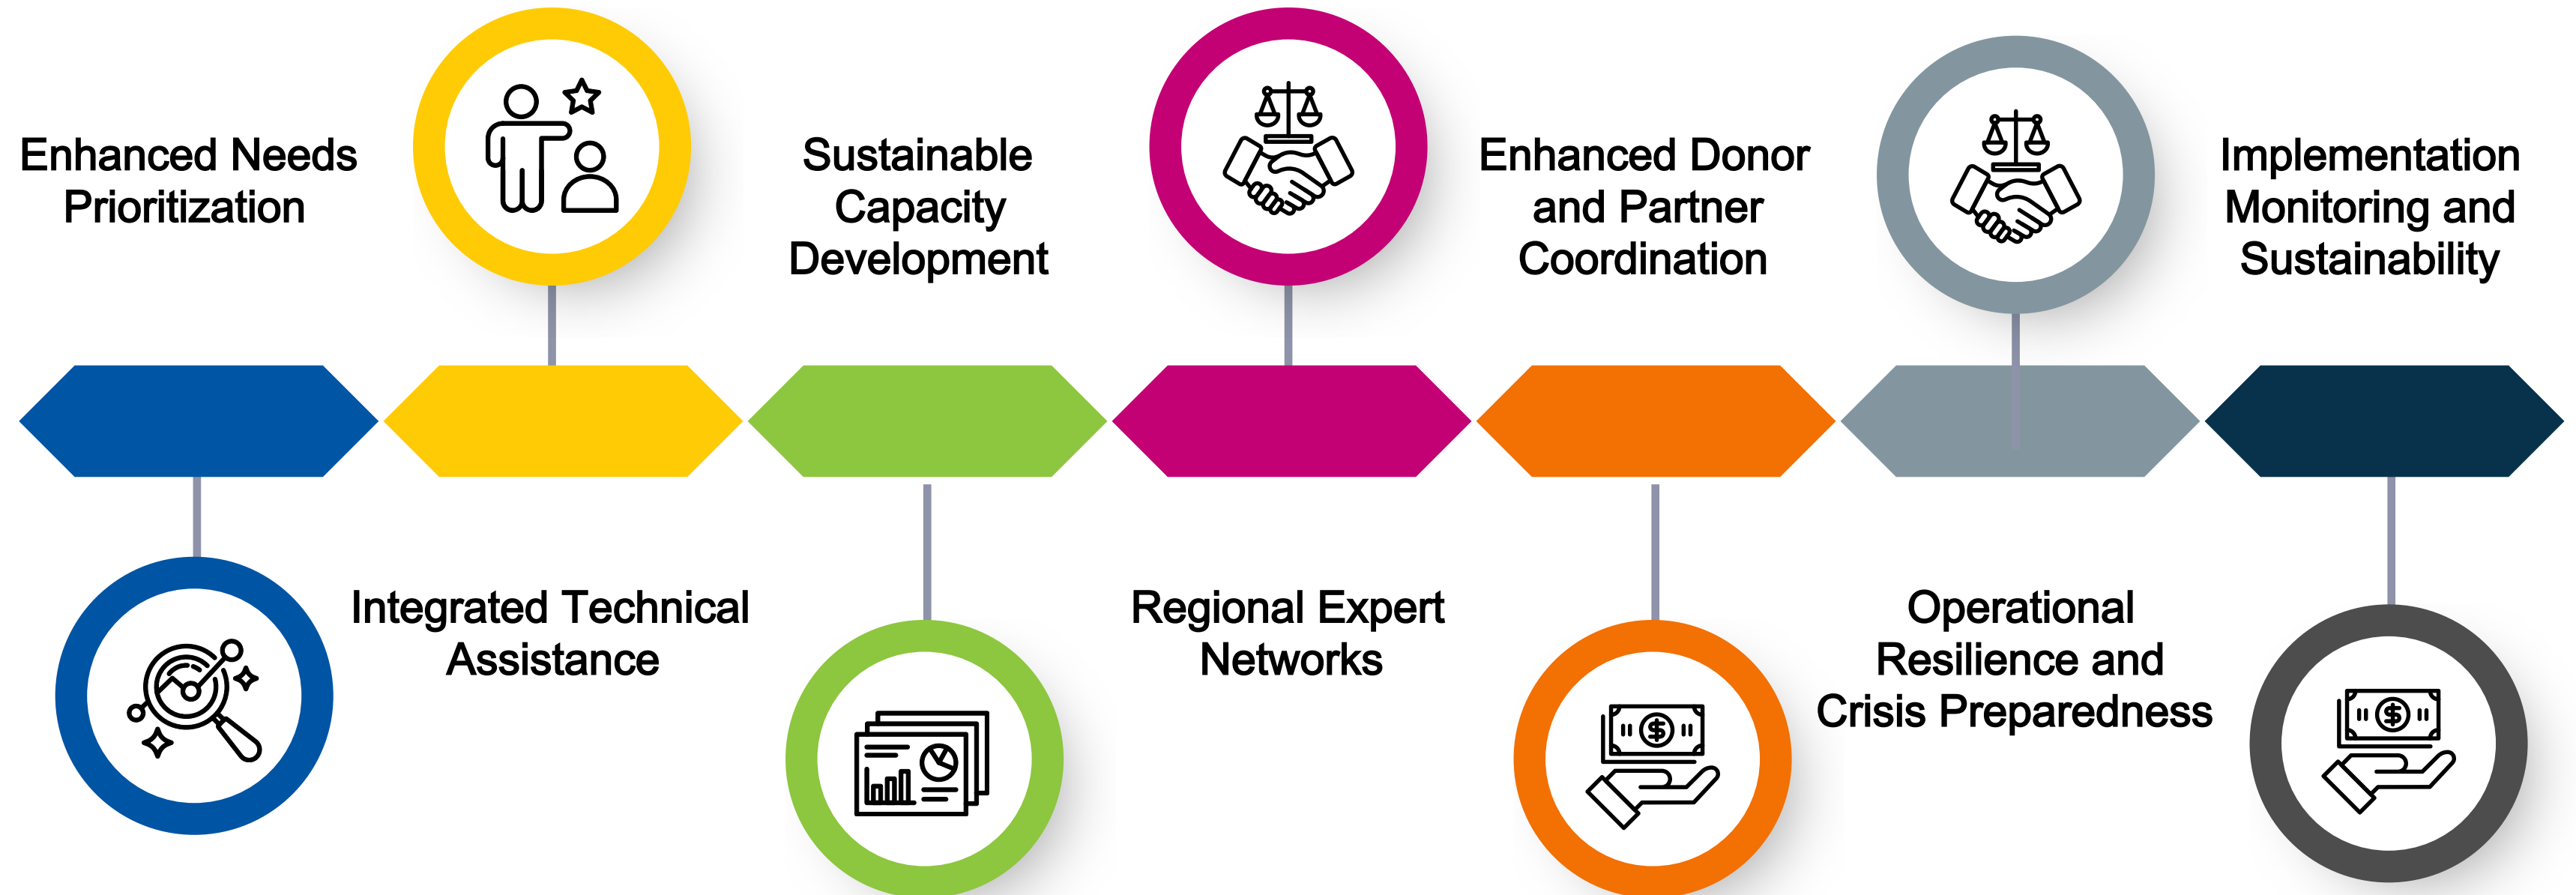 Enhanced Needs
Prioritization
Integrated Technical
Assistance
Sustainable
Capacity
Development
Regional Expert
Networks
Enhanced Donor
and Partner
Coordination
Operational
Resilience and
Crisis Preparedness
Implementation
Monitoring and
Sustainability
$
$